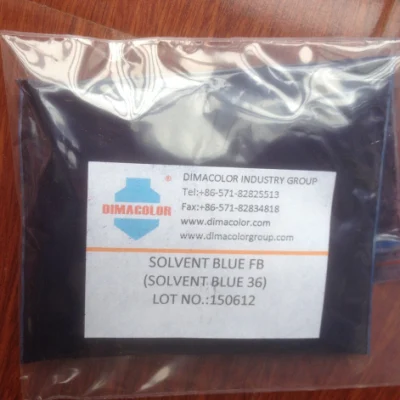 ®
DIMACOLOR
DIMACOLOR INDUSTRY GROUP
Tel:+86-571-82825513
Fax:+86-571-82834818
www.dimacolor.com
www.dimacolorgroup.com
SOLVENT BLUE FB
(SOLVENT BLUE 36)
LOT NO.:150612